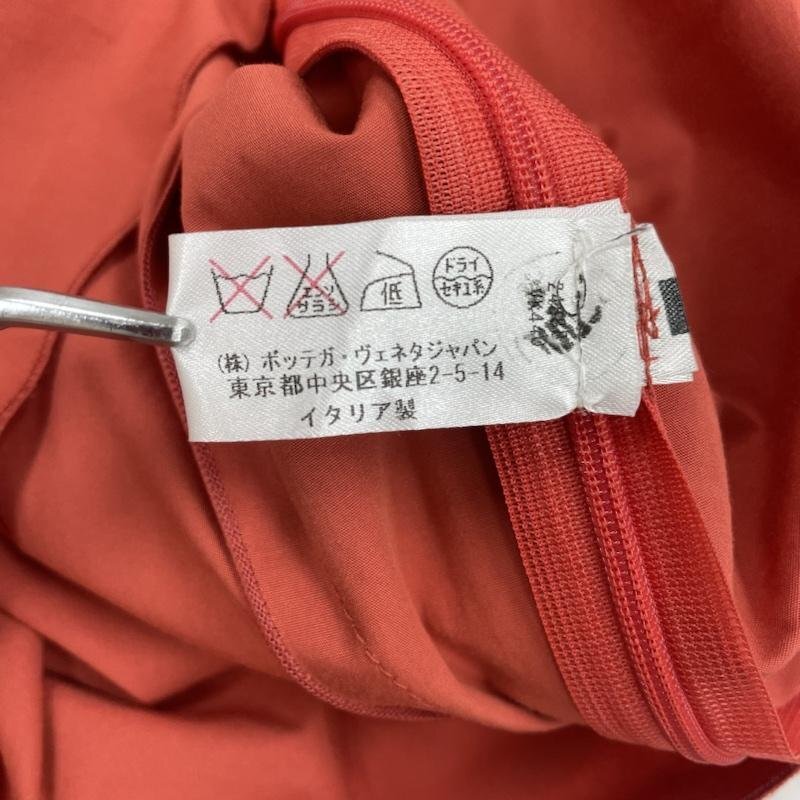 エンソ
サラシ
低
ドライ
セキユ系
(株) ボッテガ・ヴェネタジャパン
東京都中央区銀座2-5-14
イタリア製